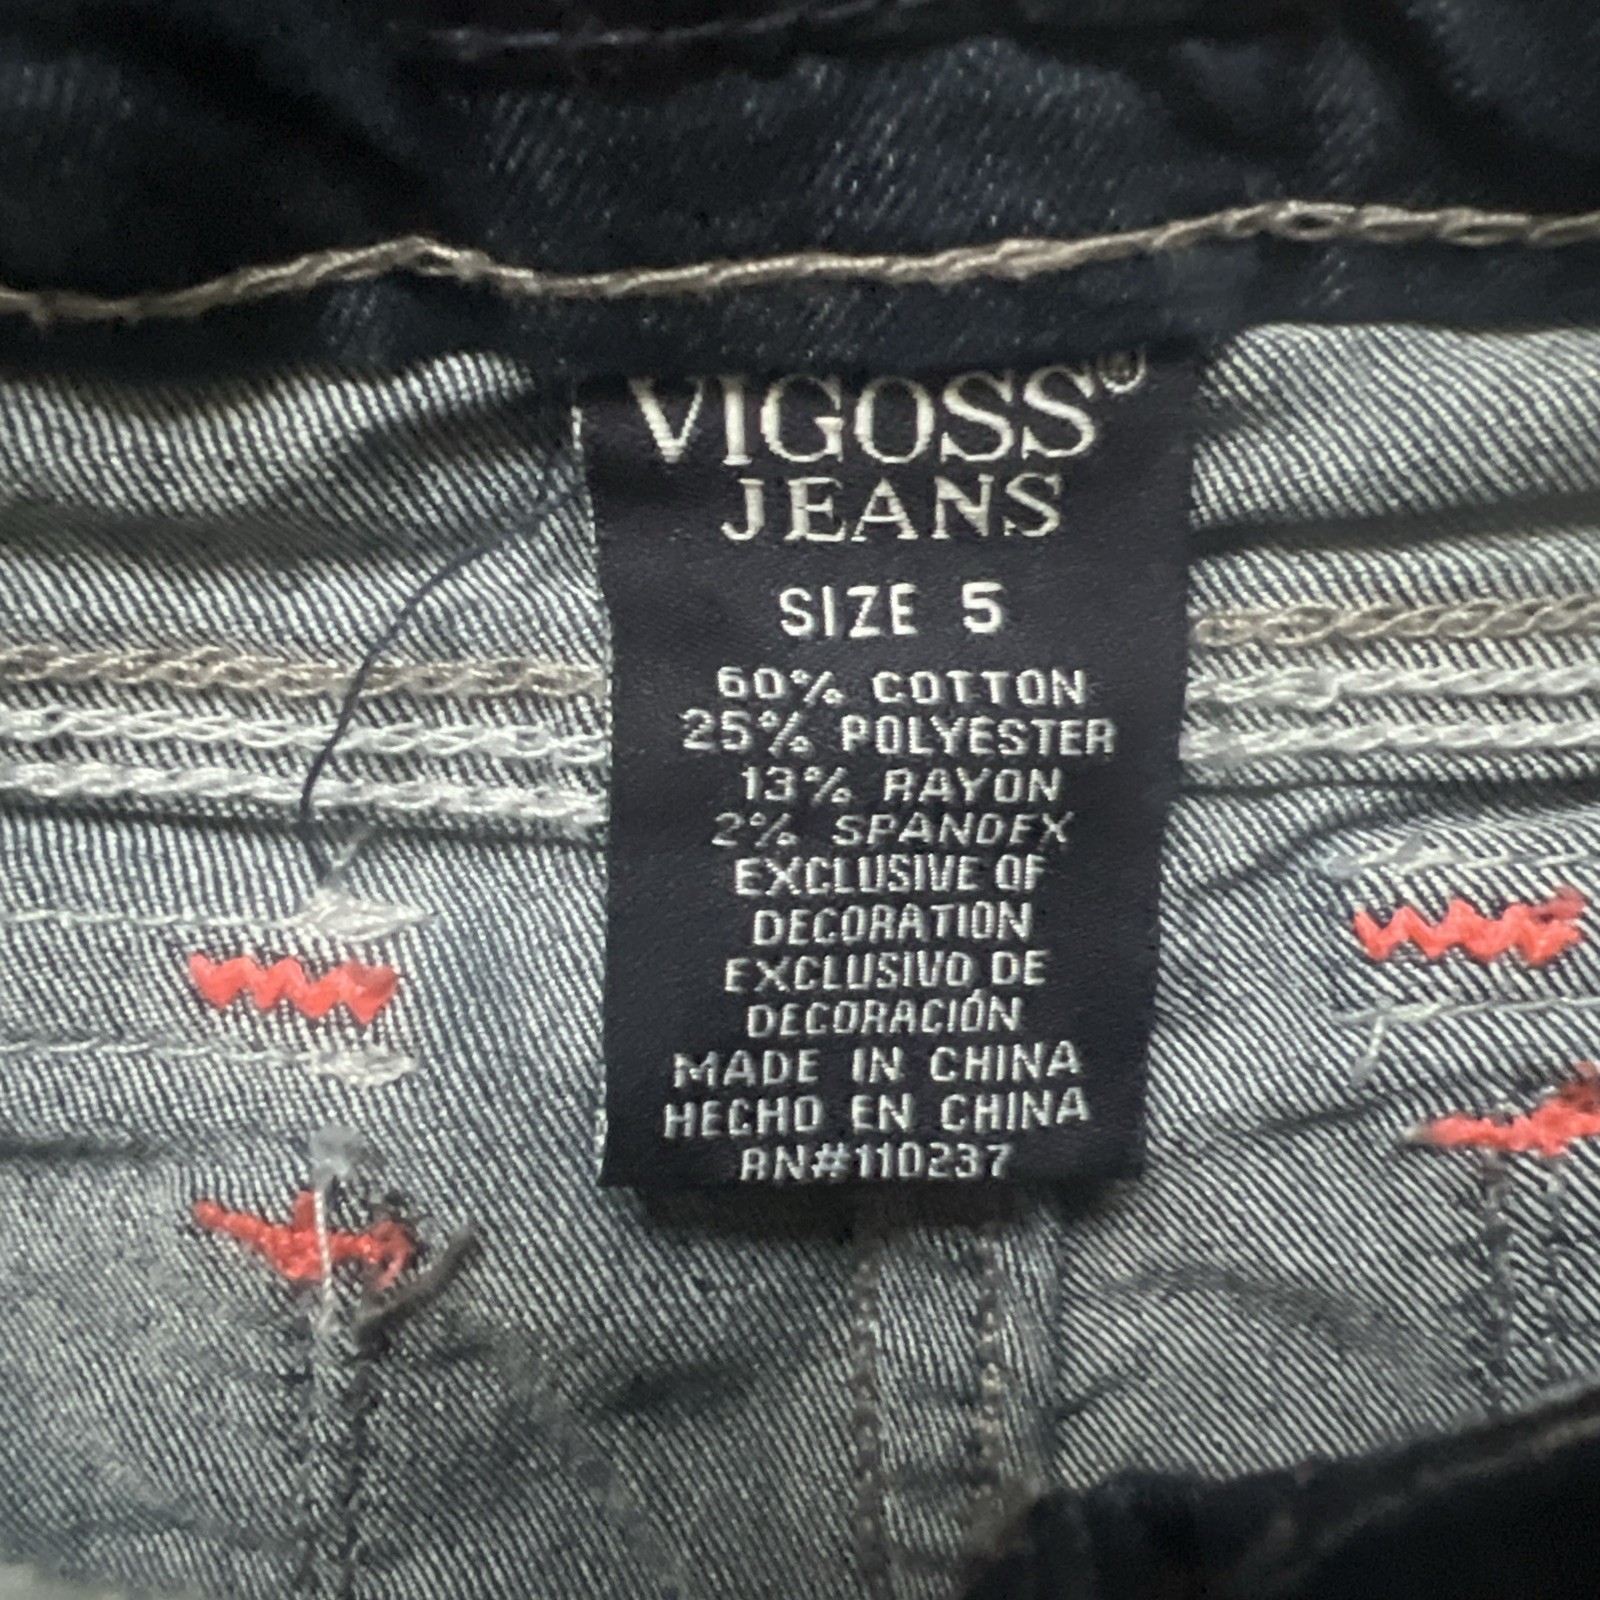 VIGOSS®
JEANS
SIZE 5
60% COTTON
25% POLYESTER
13% RAYON
2% SPANDEX
EXCLUSIVE OF
DECORATION
EXCLUSIVO DE
DECORACIÓN
MADE IN CHINA
HECHO EN CHINA
RN#110237